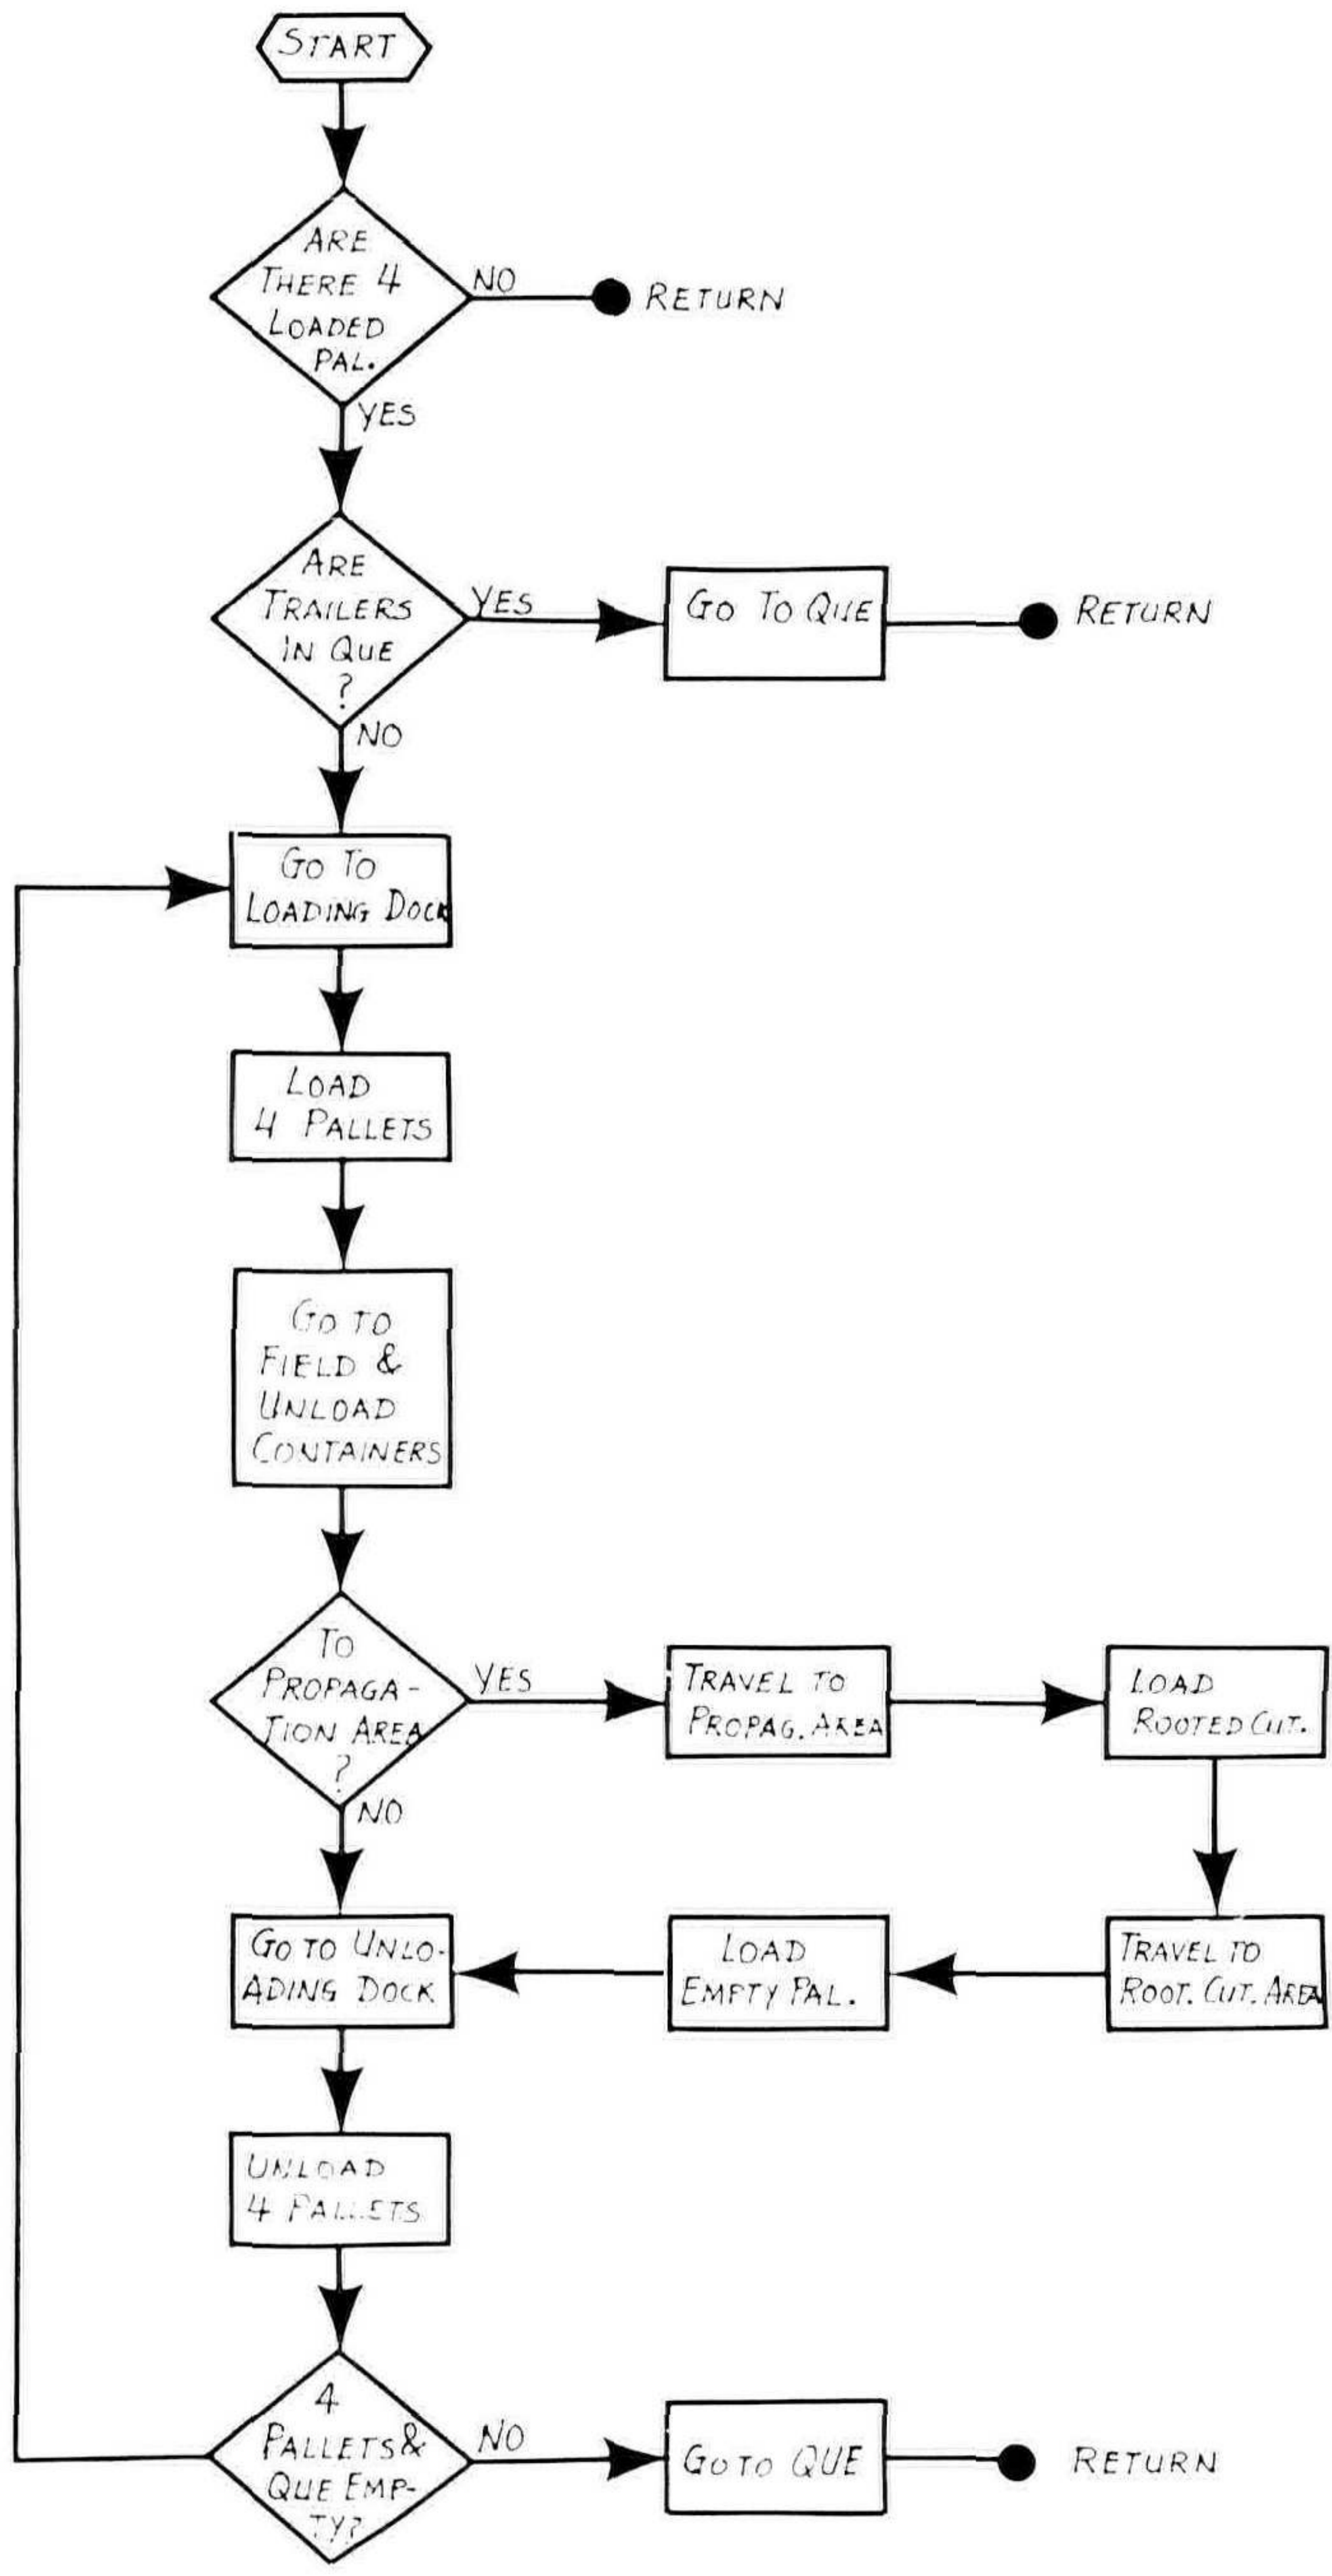 START
ARE
THERE 4
LOADED
PAL.
NO
RETURN
YES
ARE
TRAILERS
IN QUE
?
YES
GO TO QUE
RETURN
NO
GO TO
LOADING DOCK
LOAD
4 PALLETS
GO TO
FIELD &
UNLOAD
CONTAINERS
TO
PROPAGA-
TION AREA
?
YES
TRAVEL TO
PROPAG. AREA
LOAD
ROOTED CUT.
NO
GO TO UNLO-
ADING DOCK
LOAD
EMPTY PAL.
TRAVEL TO
ROOT. CUT. AREA
UNLOAD
4 PALLETS
4
PALLETS &
QUE EMP-
TY?
NO
GO TO QUE
RETURN